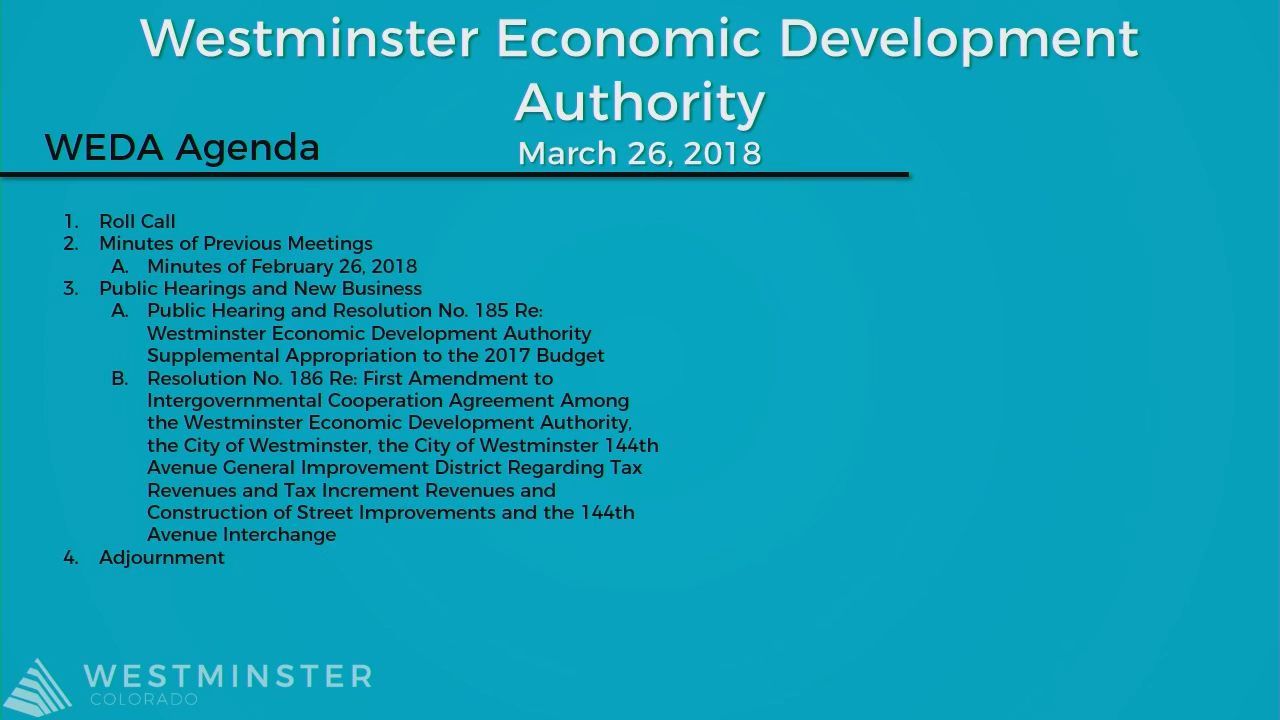 Westminster Economic Development
Authority
March 26, 2018
WEDA Agenda
1. Roll Call
2. Minutes of Previous Meetings
A. Minutes of February 26, 2018
3. Public Hearings and New Business
A. Public Hearing and Resolution No. 185 Re:
Westminster Economic Development Authority
Supplemental Appropriation to the 2017 Budget
B. Resolution No. 186 Re: First Amendment to
Intergovernmental Cooperation Agreement Among
the Westminster Economic Development Authority,
the City of Westminster, the City of Westminster 144th
Avenue General Improvement District Regarding Tax
Revenues and Tax Increment Revenues and
Construction of Street Improvements and the 144th
Avenue Interchange
4. Adjournment
WESTMINSTER
COLORADO